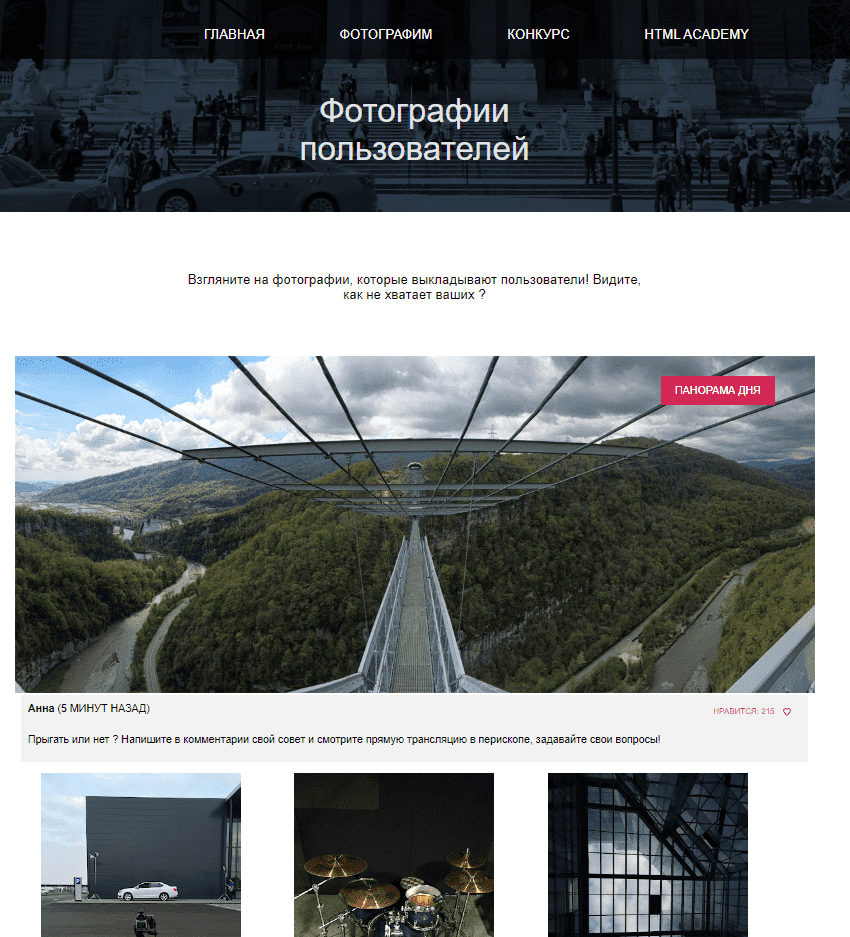 ГЛАВНАЯ ФОТОГРАФИМ КОНКУРС HTML ACADEMY
Фотографии
пользователей
Взгляните на фотографии, которые выкладывают пользователи! Видите,
как не хватает ваших ?
ПАНОРАМА ДНЯ
Анна (5 МИНУТ НАЗАД)
НРАВИТСЯ: 215
Прыгать или нет ? Напишите в комментарии свой совет и смотрите прямую трансляцию в перископе, задавайте свои вопросы!